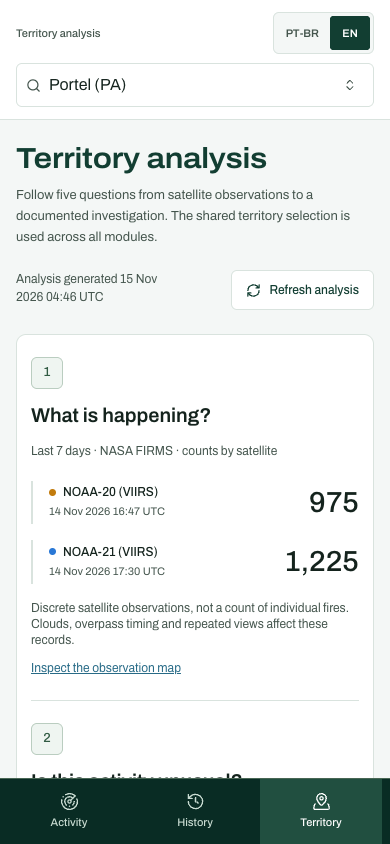 Territory analysis
PT-BR
EN
Portel (PA)
Territory analysis
Follow five questions from satellite observations to a
documented investigation. The shared territory selection is
used across all modules.
Analysis generated 15 Nov
2026 04:46 UTC
Refresh analysis
1
What is happening?
Last 7 days · NASA FIRMS · counts by satellite
NOAA-20 (VIIRS)
14 Nov 2026 16:47 UTC
975
NOAA-21 (VIIRS)
14 Nov 2026 17:30 UTC
1,225
Discrete satellite observations, not a count of individual fires.
Clouds, overpass timing and repeated views affect these
records.
Inspect the observation map
2
Is this activity unusual?
Activity
History
Territory